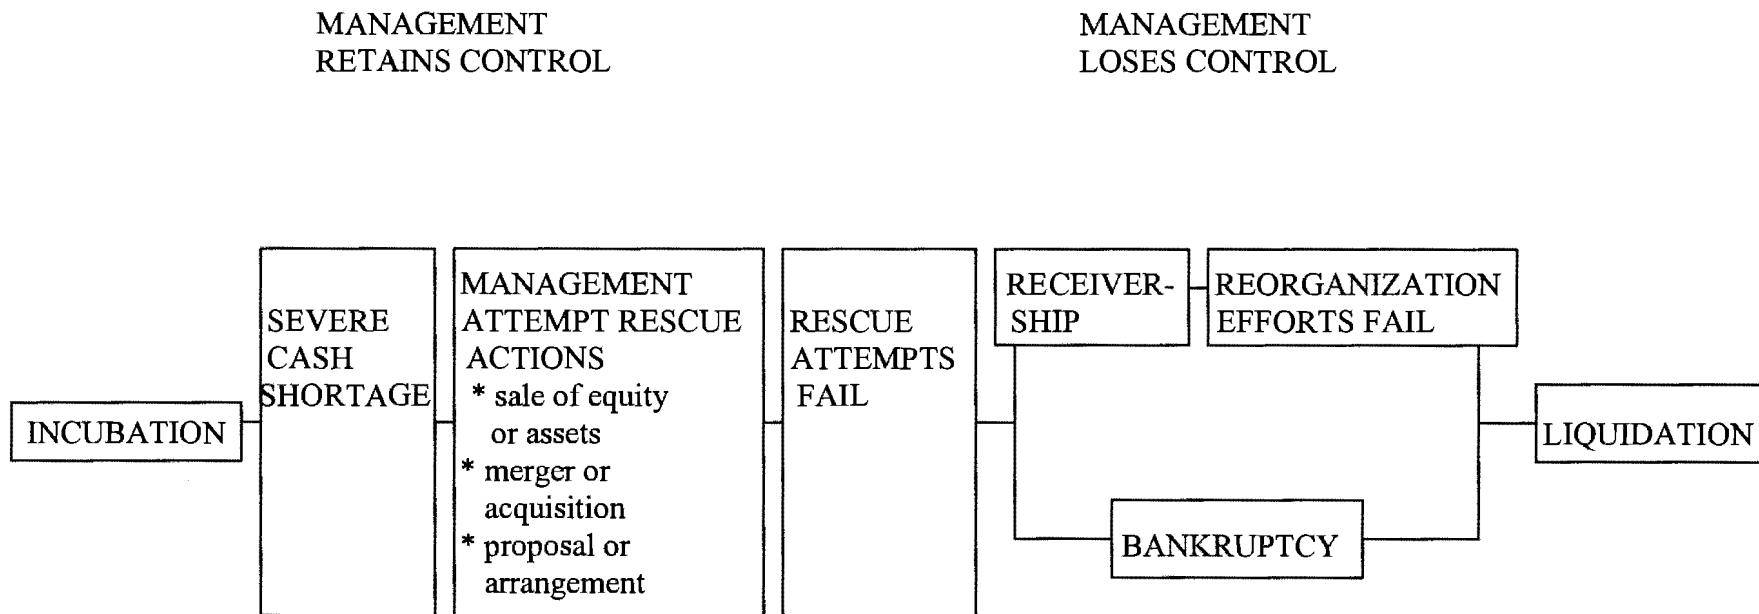 MANAGEMENT
RETAINS CONTROL
MANAGEMENT
LOSES CONTROL
INCUBATION
SEVERE
CASH
SHORTAGE
MANAGEMENT
ATTEMPT RESCUE
ACTIONS
* sale of equity
or assets
* merger or
acquisition
* proposal or
arrangement
RESCUE
ATTEMPTS
FAIL
RECEIVER-
SHIP
REORGANIZATION
EFFORTS FAIL
BANKRUPTCY
LIQUIDATION